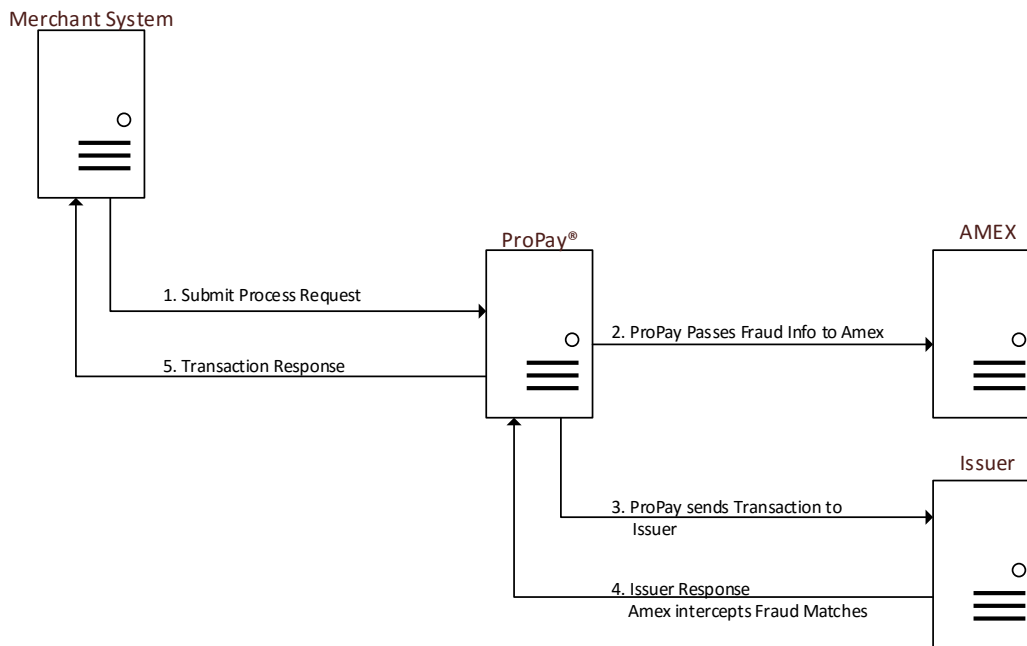 Merchant System
ProPay®
AMEX
1. Submit Process Request
2. ProPay Passes Fraud Info to Amex
5. Transaction Response
Issuer
3. ProPay sends Transaction to
Issuer
4. Issuer Response
Amex intercepts Fraud Matches